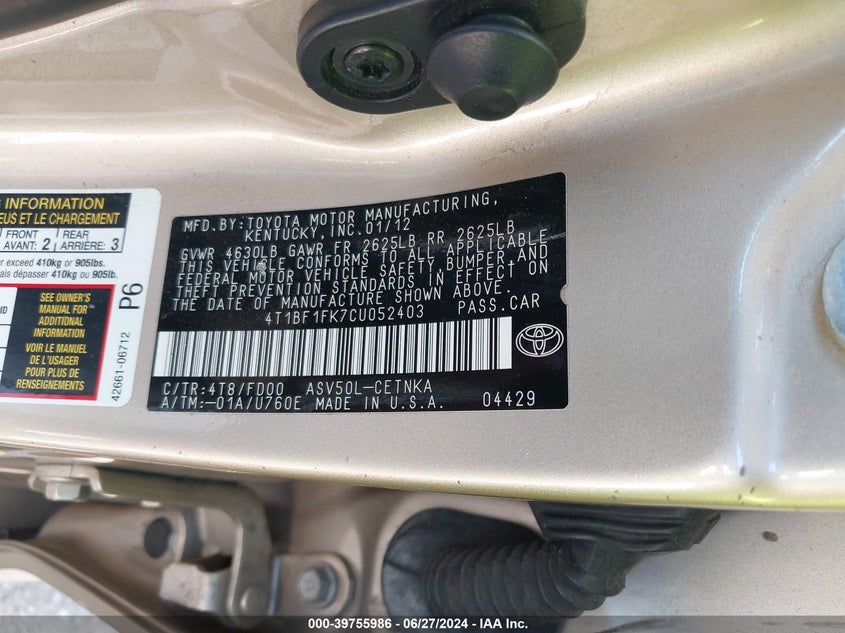 G INFORMATION
EUS ET LE CHARGEMENT
FRONT REAR
AVANT: 2 ARRIÈRE: 3
exceed 410kg or 905lbs.
ais dépasser 410kg ou 905lb.
SEE OWNER'S
MANUAL FOR
ADDITIONAL
INFORMATION
VOIR LE MANUEL
DE L'USAGER
POUR PLUS DE
RENSEIGNEMENTS
P6
42661-06712
MFD.BY:TOYOTA MOTOR MANUFACTURING,
KENTUCKY,INC.01/12
GVWR 4630LB GAWR FR 2625LB RR 2625LB
THIS VEHICLE CONFORMS TO ALL APPLICABLE
FEDERAL MOTOR VEHICLE SAFETY,BUMPER,AND
THEFT PREVENTION STANDARDS IN EFFECT ON
THE DATE OF MANUFACTURE SHOWN ABOVE.
4T1BF1FK7CU052403 PASS.CAR
C/TR:4T8/FD00 ASV50L-CETNKA
A/TM:-01A/U760E MADE IN U.S.A. 04429
000-39755986 | 06/27/2024 | IAA Inc.